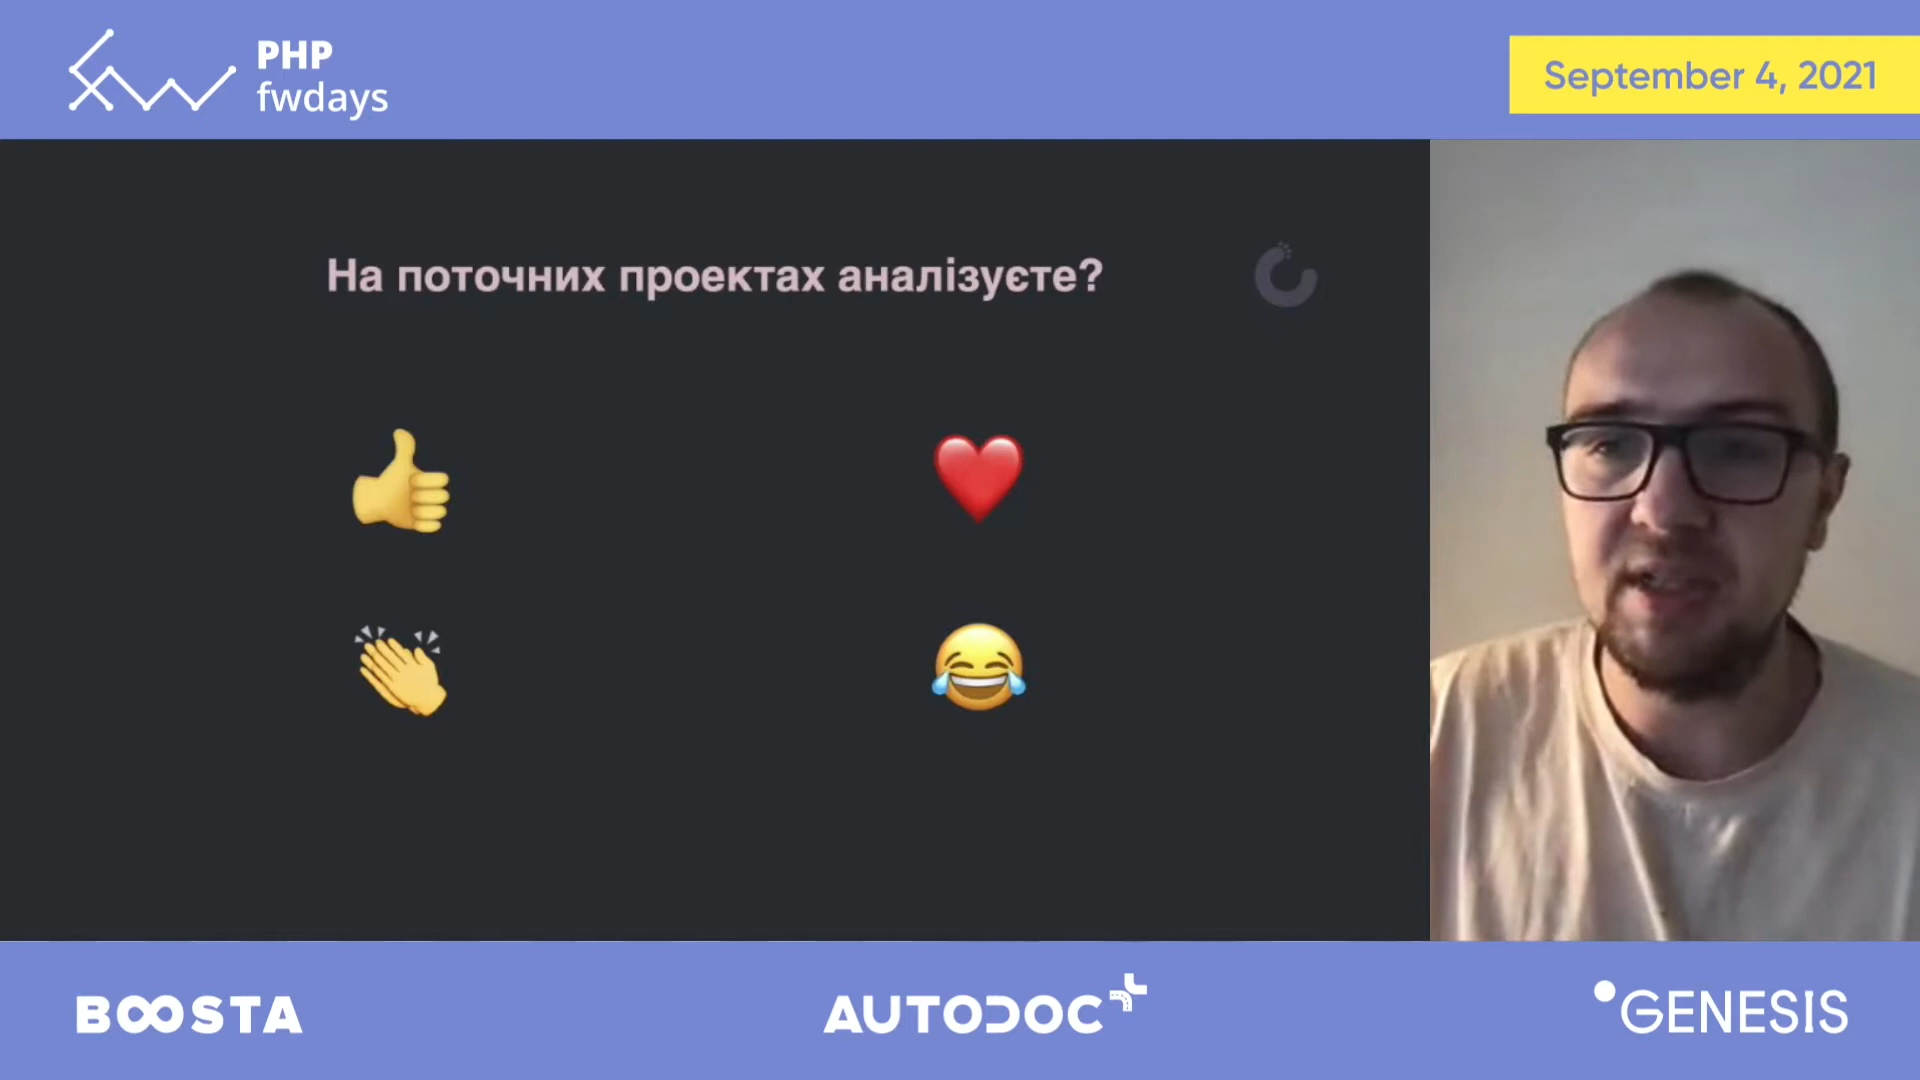 PHP
fwdays
September 4, 2021
На поточних проектах аналізуєте?
BOOSTA
AUTODOC
GENESIS